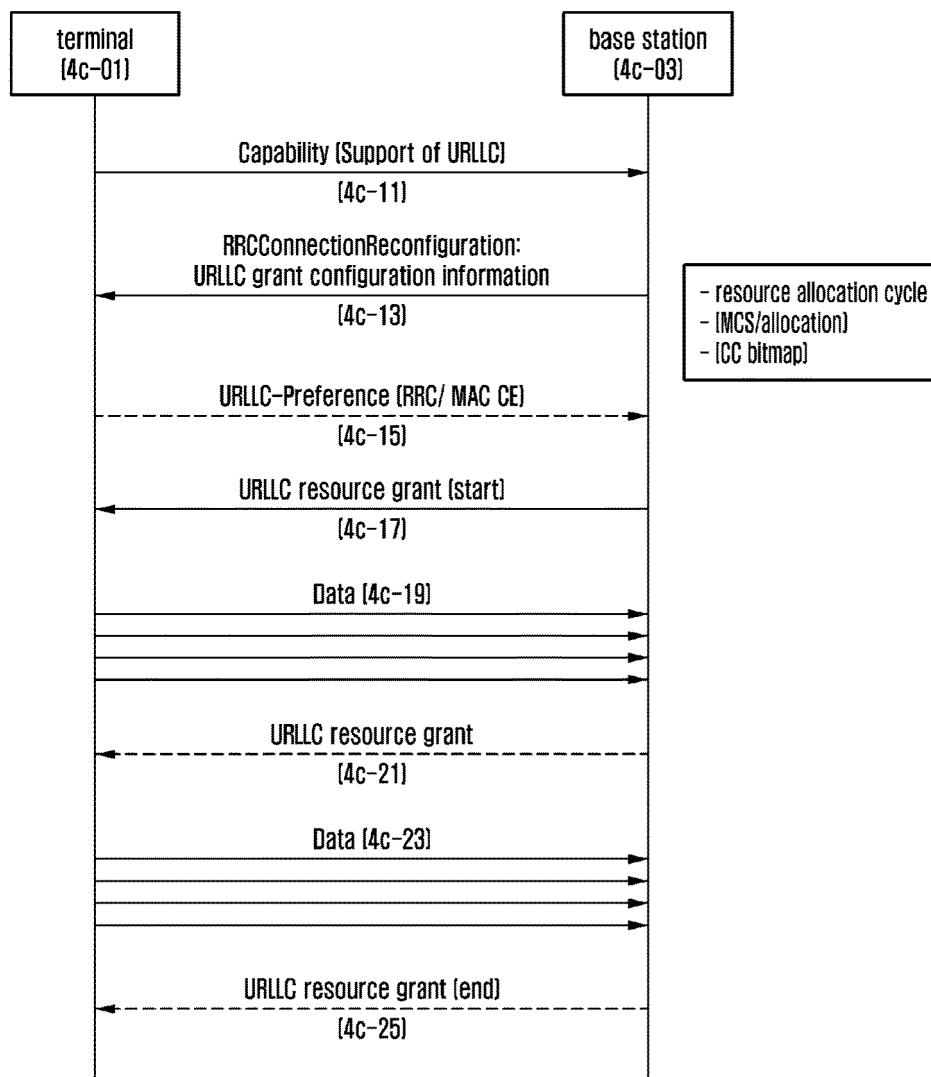 terminal
(4c-01)
base station
(4c-03)
Capability (Support of URLLC)
(4c-11)
RRCConnectionReconfiguration:
URLLC grant configuration information
(4c-13)
- resource allocation cycle
- [MCS/allocation]
- [CC bitmap]
URLLC-Preference (RRC/ MAC CE)
(4c-15)
URLLC resource grant (start)
(4c-17)
Data (4c-19)
URLLC resource grant
(4c-21)
Data (4c-23)
URLLC resource grant (end)
(4c-25)